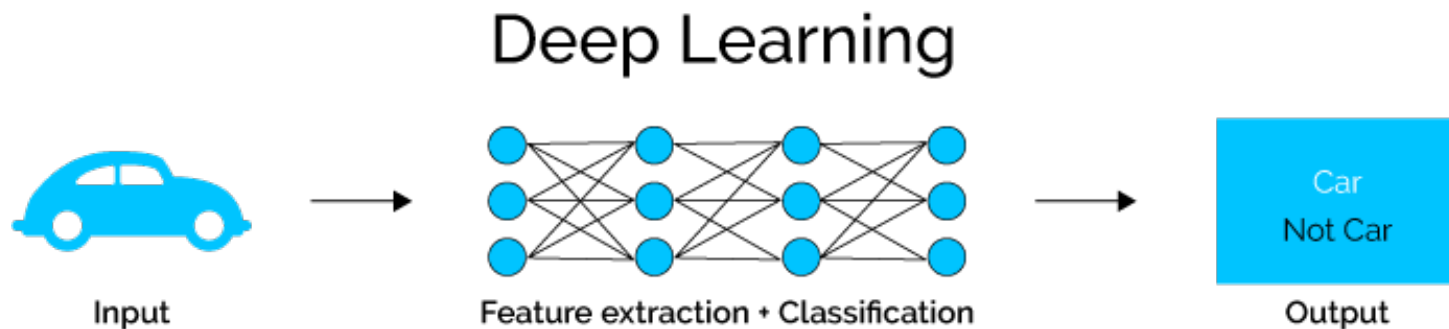 Deep Learning
Car
Not Car
Input
Feature extraction + Classification
Output